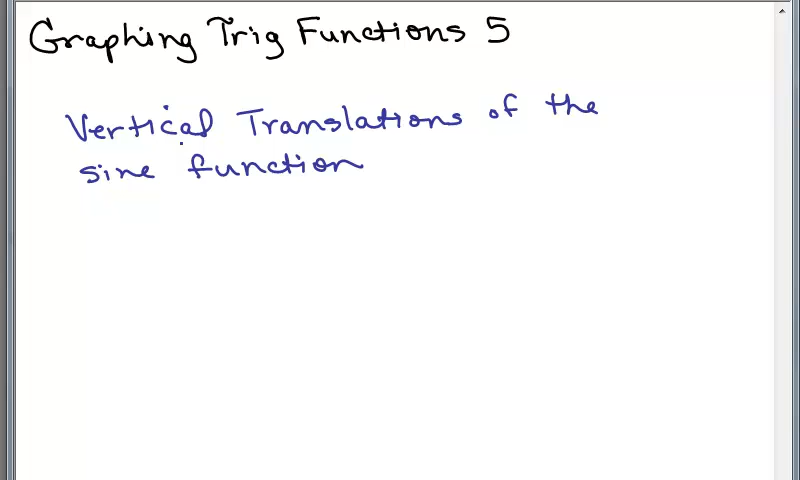 Graphing Trig Functions 5
Vertical Translations of the
sine function